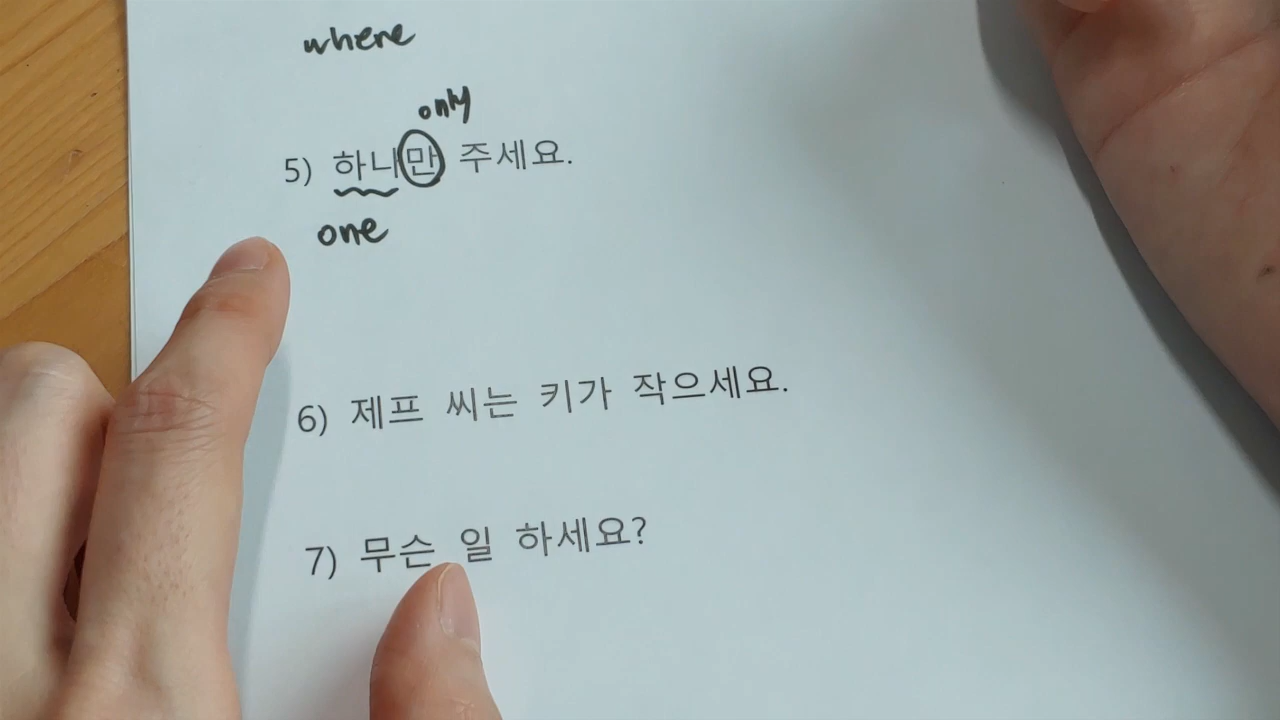 where
only
5) 하나만 주세요.
one
6) 제프 씨는 키가 작으세요.
7) 무슨 일 하세요?